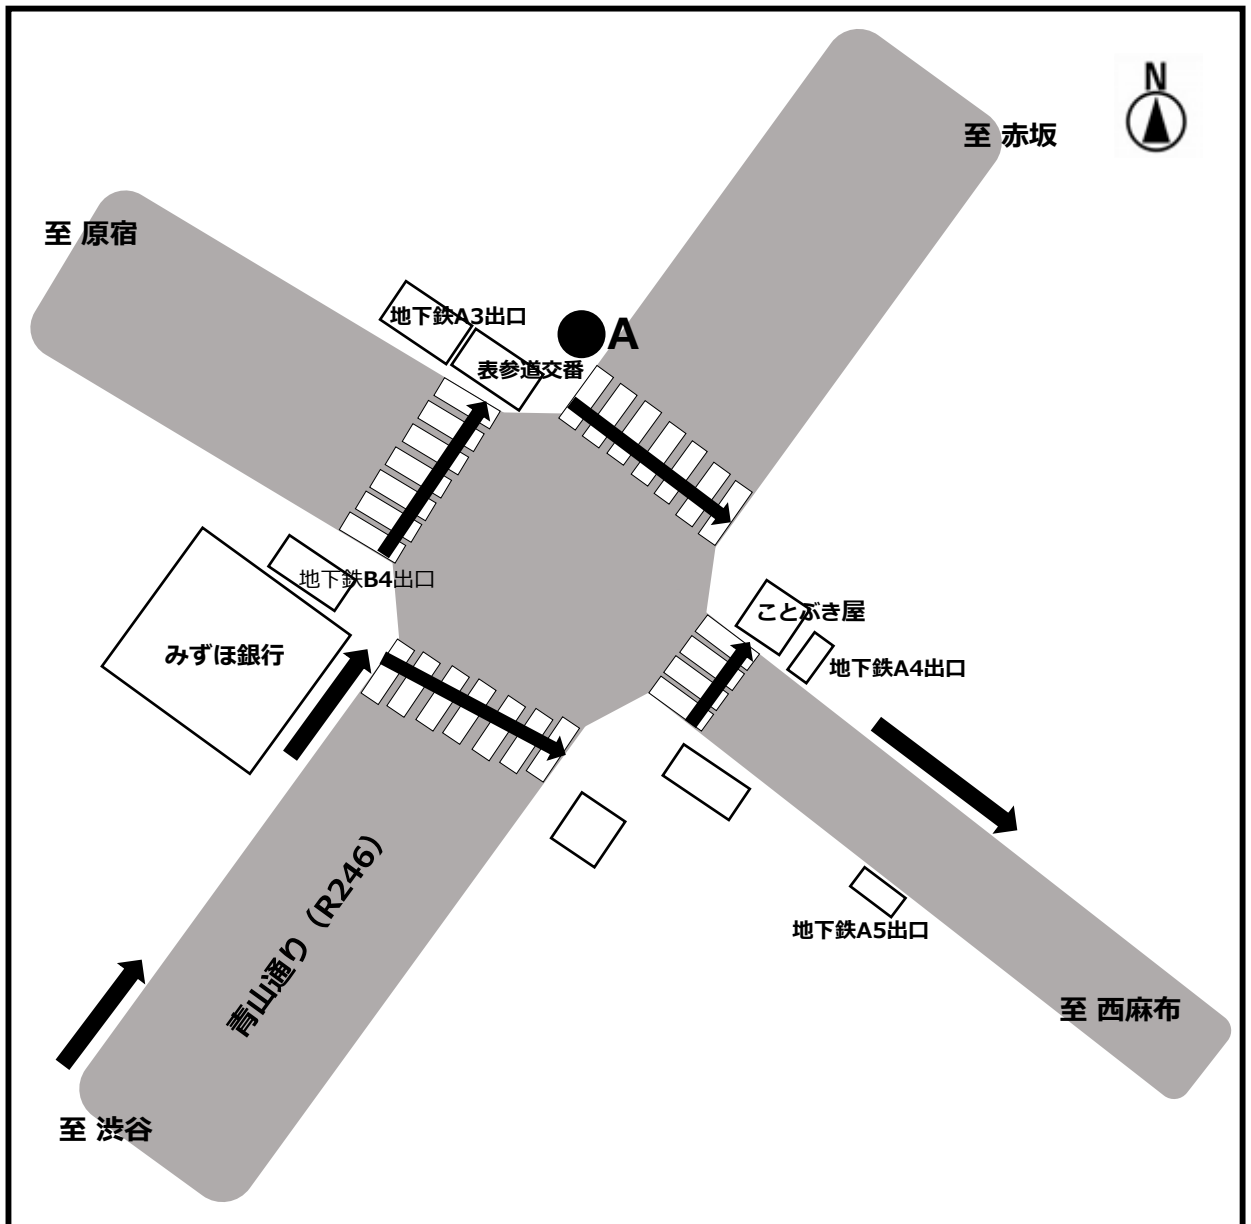 N
至 赤坂
至 原宿
地下鉄A3出口
A
表参道交番
地下鉄B4出口
ことぶき屋
みずほ銀行
地下鉄A4出口
青山通り（R246）
地下鉄A5出口
至 西麻布
至 渋谷